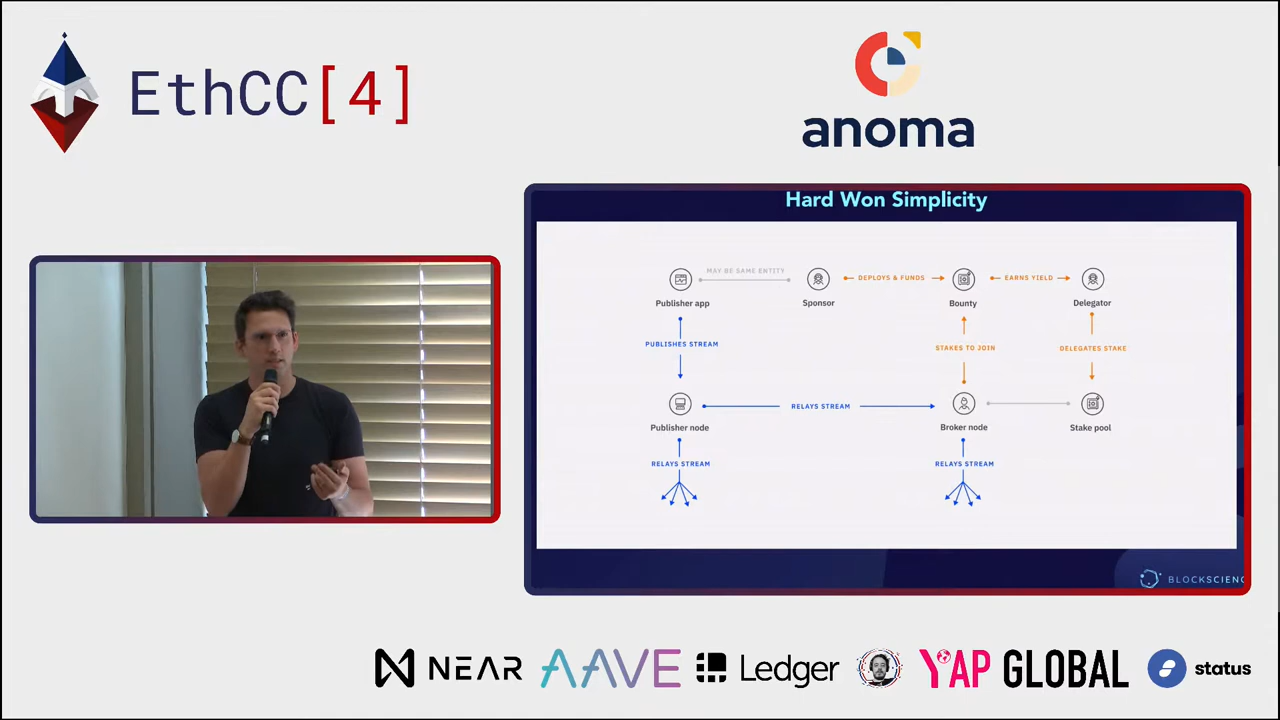 EthCC[4]
anoma
Hard Won Simplicity
MAY BE SAME ENTITY
DEPLOYS & FUNDS
EARNS YIELD
Publisher app
Sponsor
Bounty
Delegator
PUBLISHES STREAM
STAKES TO JOIN
DELEGATES STAKE
RELAYS STREAM
Publisher node
Broker node
Stake pool
RELAYS STREAM
RELAYS STREAM
BLOCKSCIENC
NEAR
AAVE
Ledger
YAP GLOBAL
status